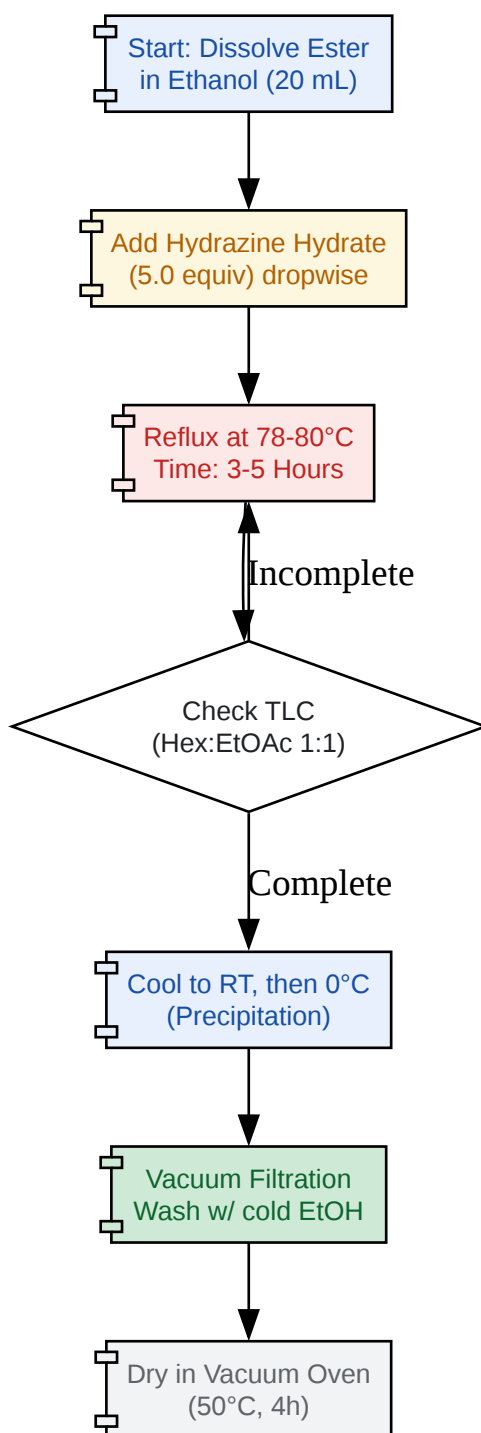 Start: Dissolve Ester
in Ethanol (20 mL)
Add Hydrazine Hydrate
(5.0 equiv) dropwise
Reflux at 78-80°C
Time: 3-5 Hours
Incomplete
Check TLC
(Hex:EtOAc 1:1)
Complete
Cool to RT, then 0°C
(Precipitation)
Vacuum Filtration
Wash w/ cold EtOH
Dry in Vacuum Oven
(50°C, 4h)